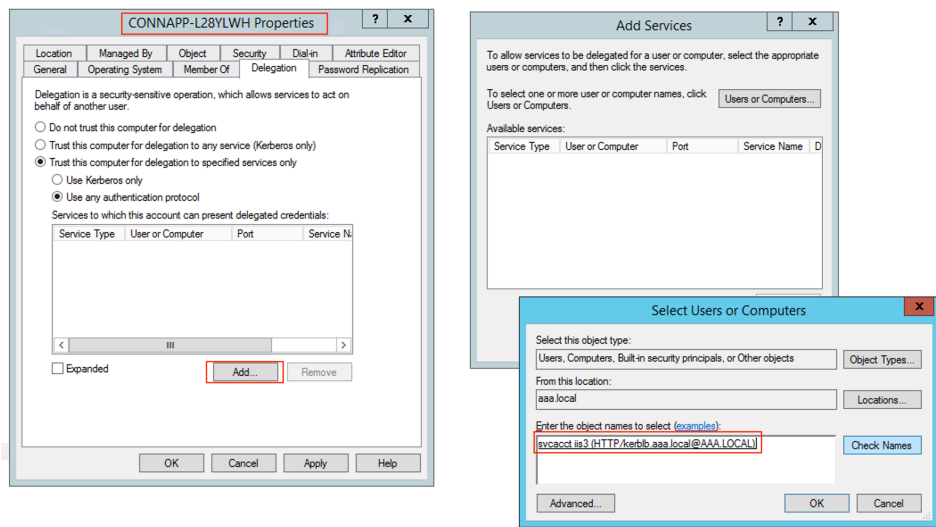 CONNAPP-L28YLWH Properties
? x
Location Managed By Object Security Dial-in Attribute Editor
General Operating System Member Of Delegation Password Replication
Delegation is a security-sensitive operation, which allows services to act on
behalf of another user.
Do not trust this computer for delegation
Trust this computer for delegation to any service (Kerberos only)
Trust this computer for delegation to specified services only
Use Kerberos only
Use any authentication protocol
Services to which this account can present delegated credentials:
Service Type User or Computer Port Service Na
Expanded
Add... Remove
OK Cancel Apply Help
Add Services
? x
To allow services to be delegated for a user or computer, select the appropriate
users or computers, and then click the services.
To select one or more user or computer names, click
Users or Computers.
Users or Computers...
Available services:
Service Type User or Computer Port Service Name D
Select Users or Computers
x
Select this object type:
Users, Computers, Built-in security principals, or Other objects
Object Types...
From this location:
aaa.local
Locations...
Enter the object names to select (examples):
svcacct iis3 (HTTP/kerblb.aaa.local@AAA.LOCAL)
Check Names
Advanced...
OK Cancel